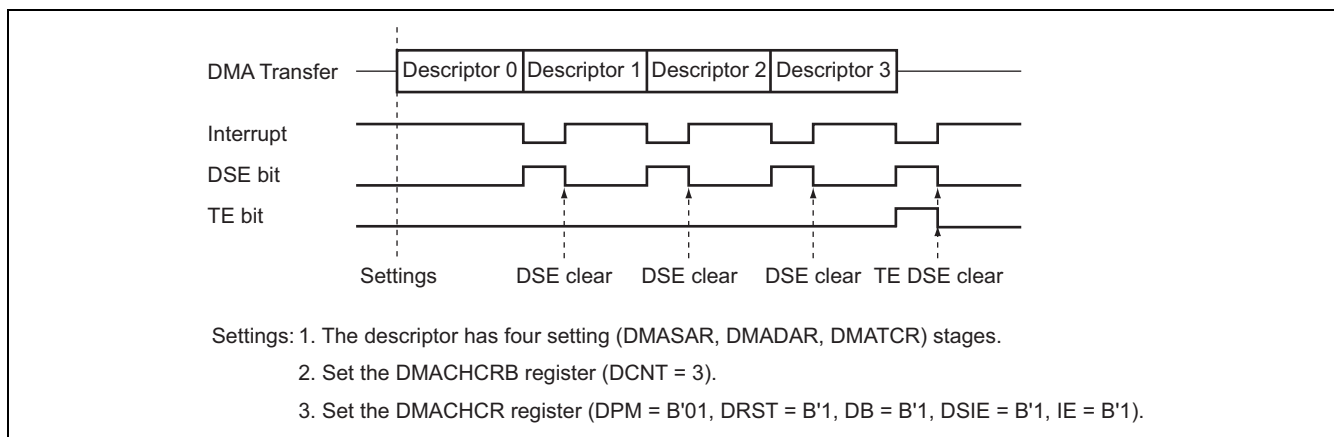 DMA Transfer Descriptor 0 Descriptor 1 Descriptor 2 Descriptor 3
Interrupt
DSE bit
TE bit
Settings DSE clear DSE clear DSE clear TE DSE clear
Settings: 1. The descriptor has four setting (DMASAR, DMADAR, DMATCR) stages.
2. Set the DMACHCRB register (DCNT = 3).
3. Set the DMACHCR register (DPM = B'01, DRST = B'1, DB = B'1, DSIE = B'1, IE = B'1).